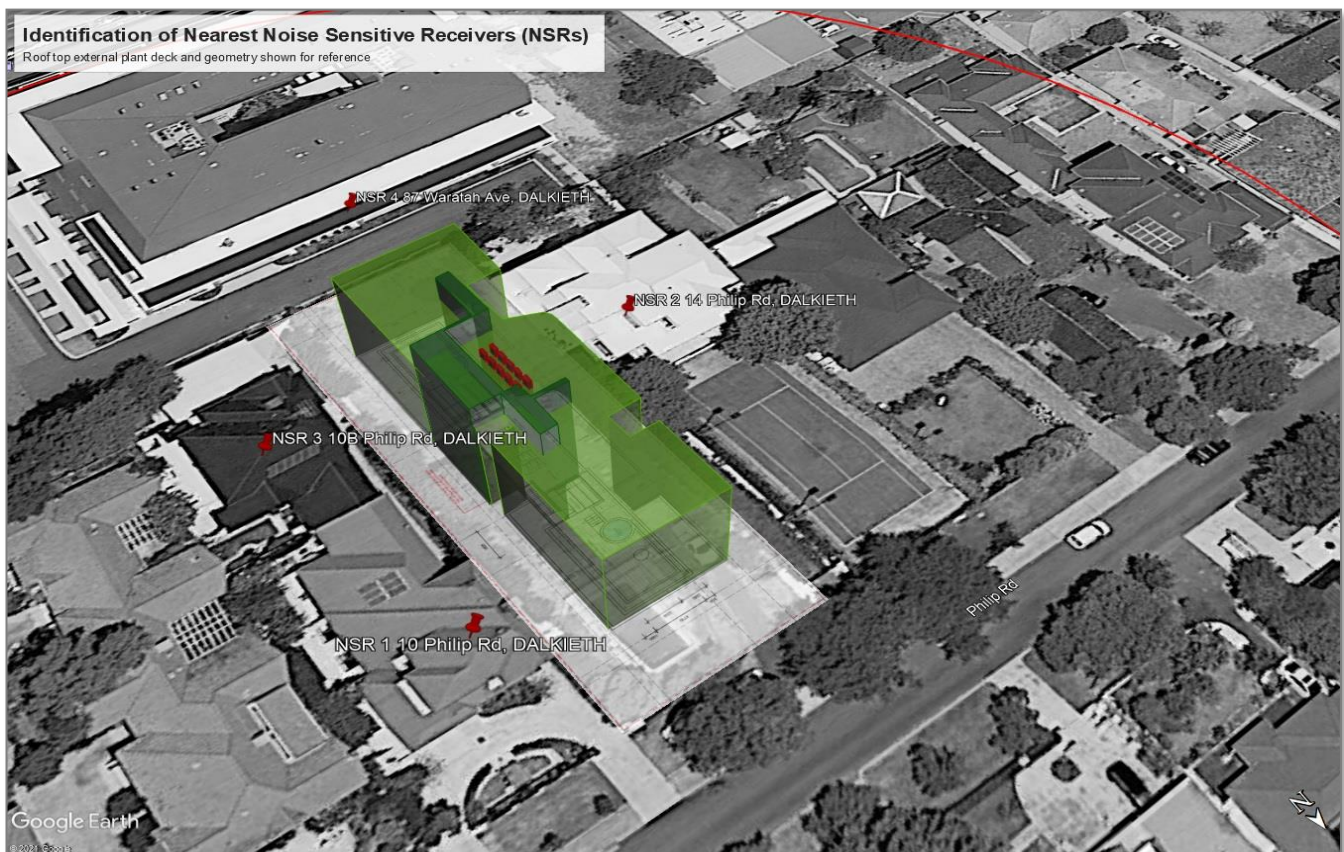 Identification of Nearest Noise Sensitive Receivers (NSRs)
Roof top external plant deck and geometry shown for reference
NSR 4 87 Waratah Ave, DALKIETH
NSR 2 14 Philip Rd, DALKIETH
NSR 3 10B Philip Rd, DALKIETH
NSR 1 10 Philip Rd, DALKIETH
Philip Rd
N
Google Earth
© 2021 Google